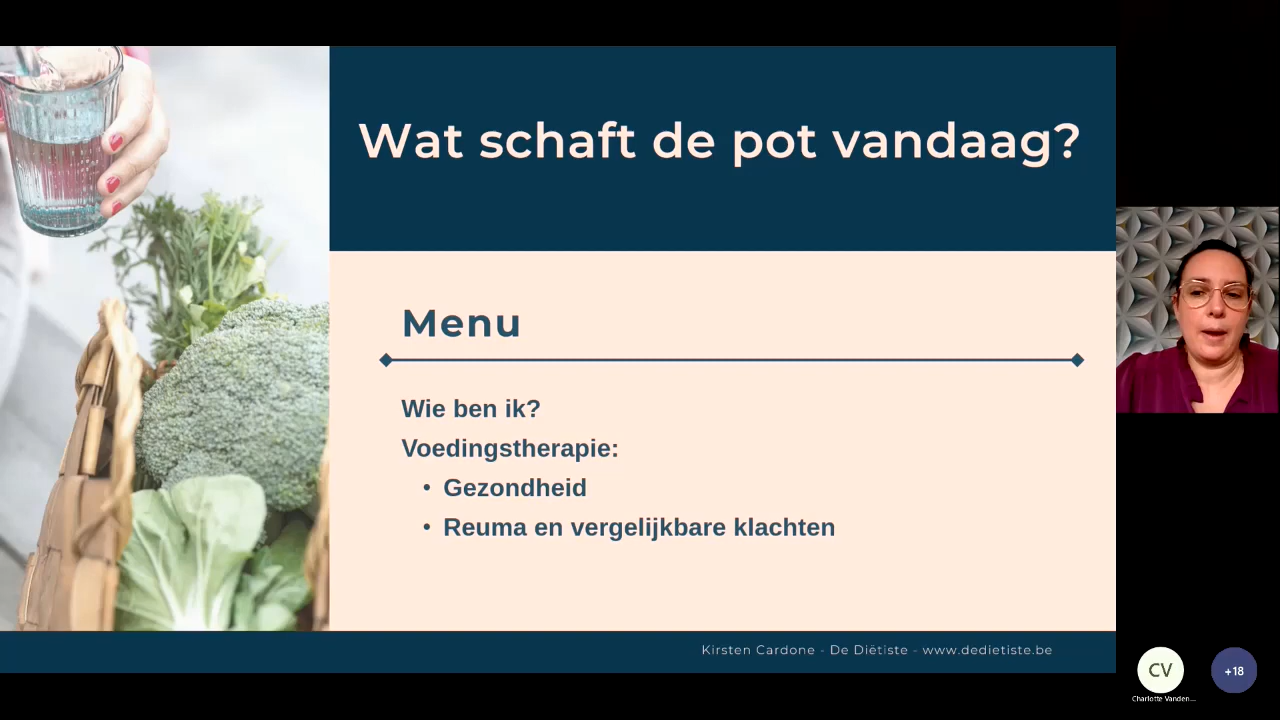 Wat schaft de pot vandaag?
Menu
Wie ben ik?
Voedingstherapie:
• Gezondheid
• Reuma en vergelijkbare klachten
Kirsten Cardone - De Diëtiste - www.dedietiste.be
CV
+18
Charlotte Vanden...